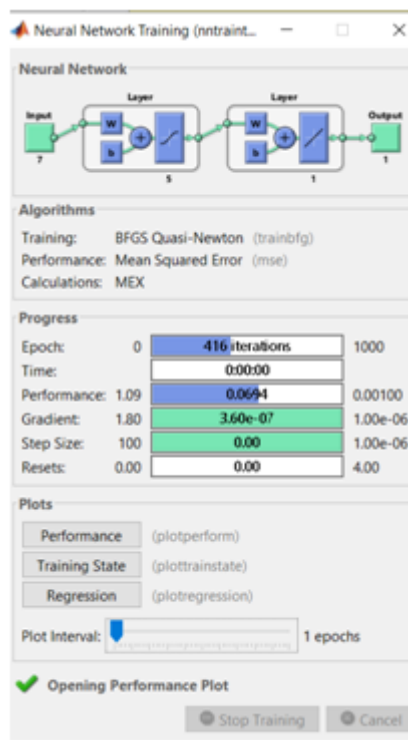 Neural Network Training (nntraint...
Neural Network
Layer Layer
Input Output
W W
b b
7 5 1 1
Algorithms
Training: BFGS Quasi-Newton (trainbfg)
Performance: Mean Squared Error (mse)
Calculations: MEX
Progress
Epoch: 0 416 iterations 1000
Time: 0:00:00
Performance: 1.09 0.0694 0.00100
Gradient: 1.80 3.60e-07 1.00e-06
Step Size: 100 0.00 1.00e-06
Resets: 0.00 0.00 4.00
Plots
Performance (plotperform)
Training State (plottrainstate)
Regression (plotregression)
Plot Interval: 1 epochs
Opening Performance Plot
Stop Training Cancel